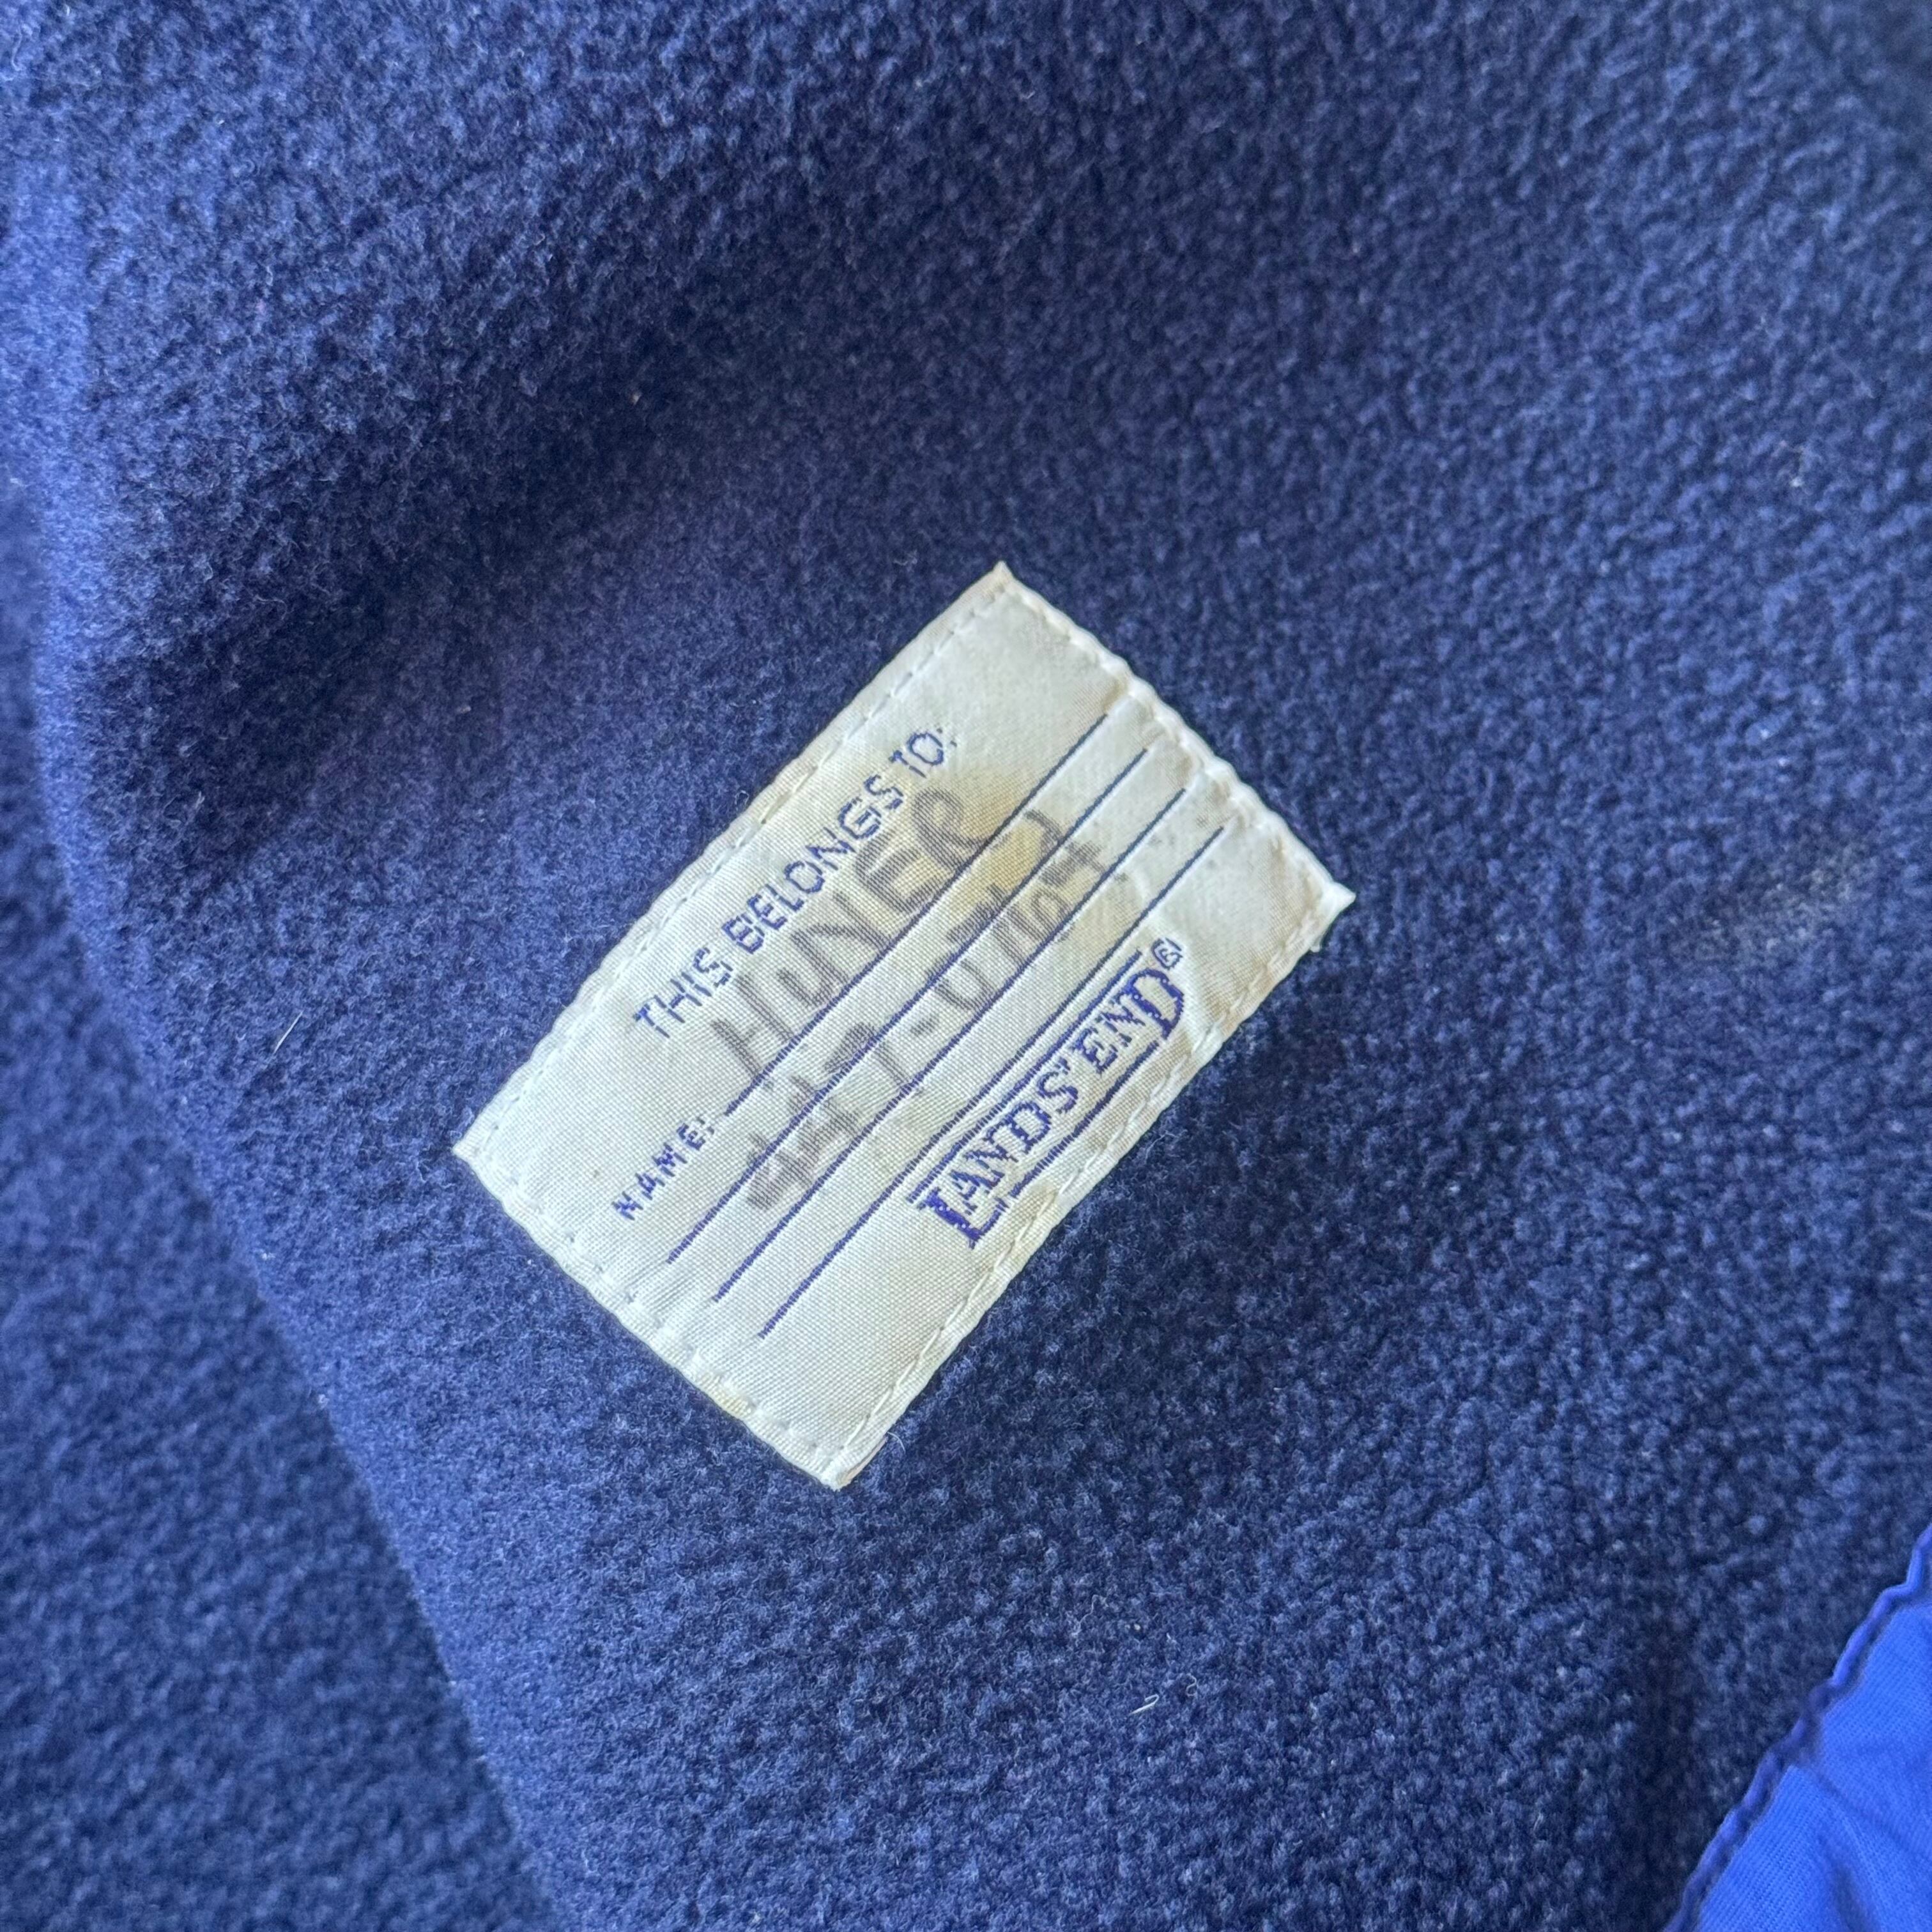 THIS BELONGS TO:
NAME: HUNER
LANDS' END®